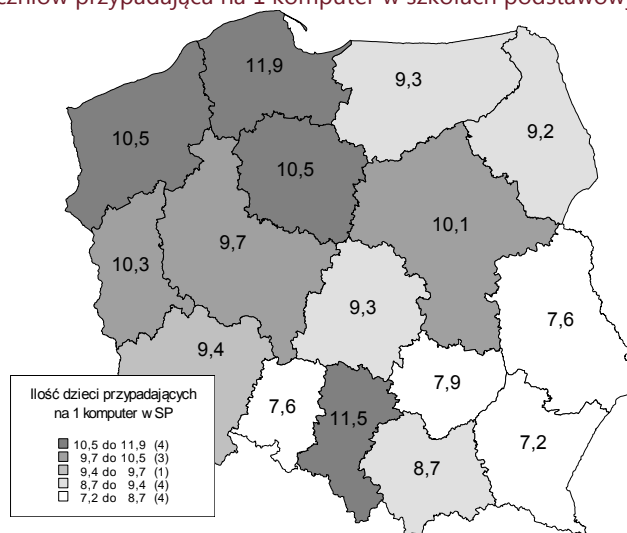 czniów przypadająca na 1 komputer w szkołach podstawowy
11,9
9,3
9,2
10,5
10,5
10,1
9,7
10,3
9,3
7,6
9,4
7,9
7,6
11,5
7,2
8,7
Ilość dzieci przypadających
na 1 komputer w SP
10,5 do 11,9 (4)
9,7 do 10,5 (3)
9,4 do 9,7 (1)
8,7 do 9,4 (4)
7,2 do 8,7 (4)